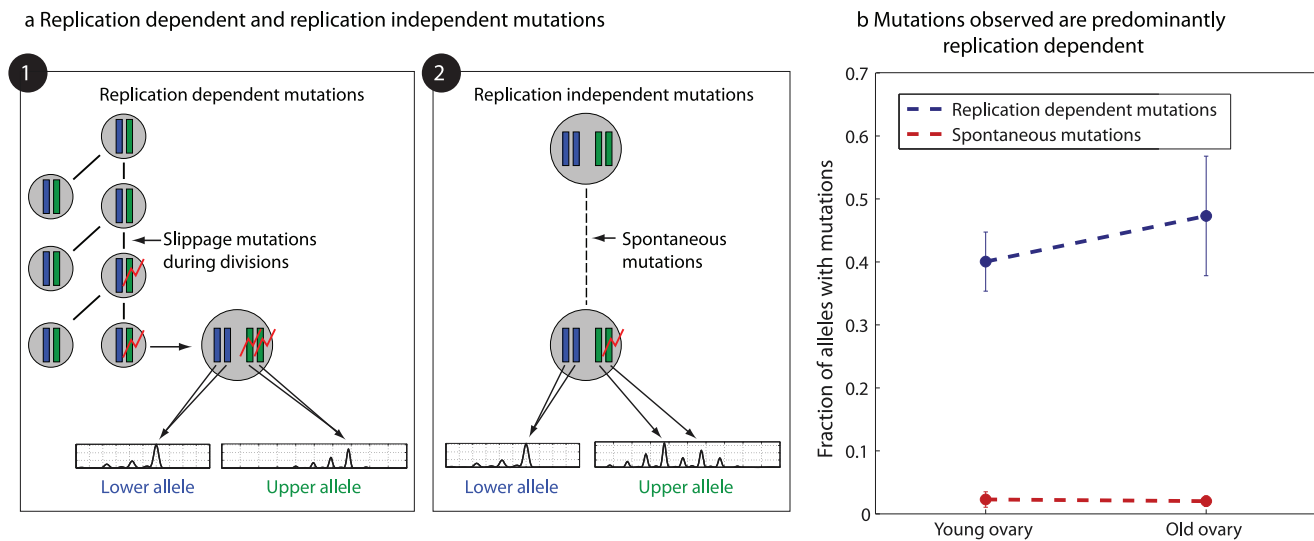 a Replication dependent and replication independent mutations
1
Replication dependent mutations
Slippage mutations
during divisions
Lower allele
Upper allele
2
Replication independent mutations
Spontaneous
mutations
Lower allele
Upper allele
b Mutations observed are predominantly
replication dependent
Fraction of alleles with mutations
0.7
0.6
0.5
0.4
0.3
0.2
0.1
0
Replication dependent mutations
Spontaneous mutations
Young ovary
Old ovary